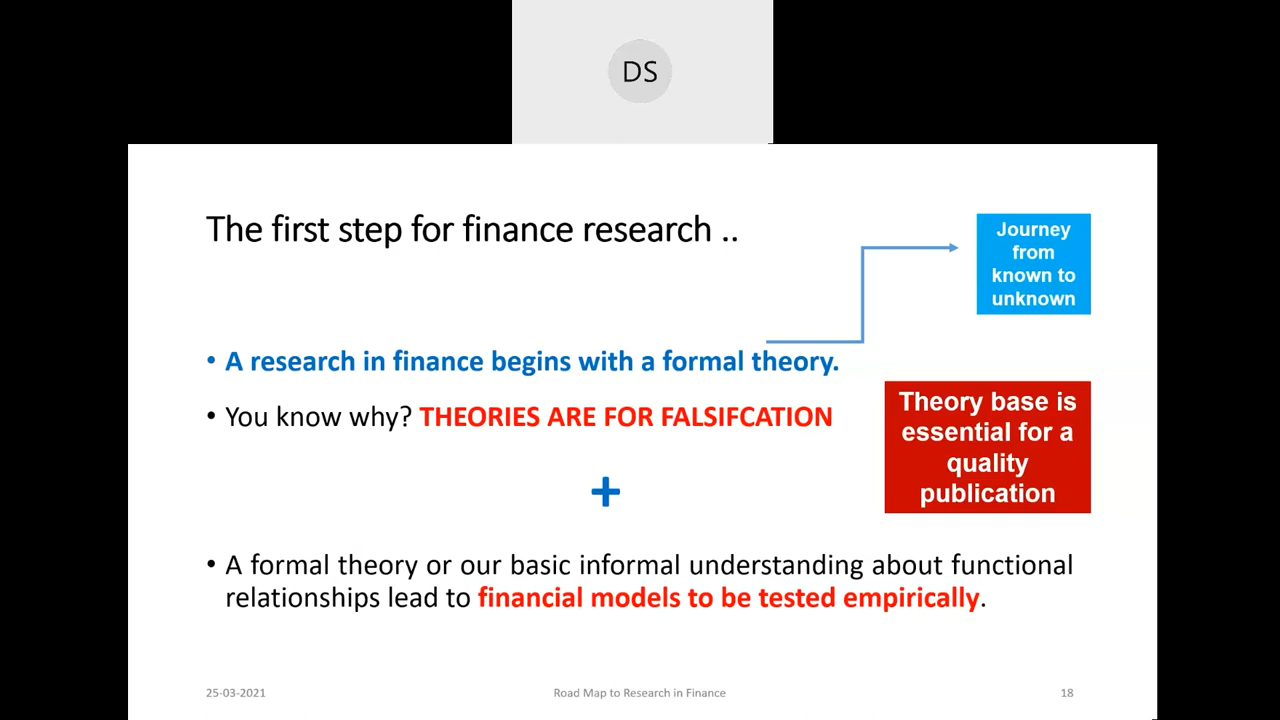 DS
The first step for finance research ..
Journey
from
known to
unknown
• A research in finance begins with a formal theory.
• You know why? THEORIES ARE FOR FALSIFCATION
Theory base is
essential for a
quality
publication
+
• A formal theory or our basic informal understanding about functional
relationships lead to financial models to be tested empirically.
25-03-2021
Road Map to Research in Finance
18